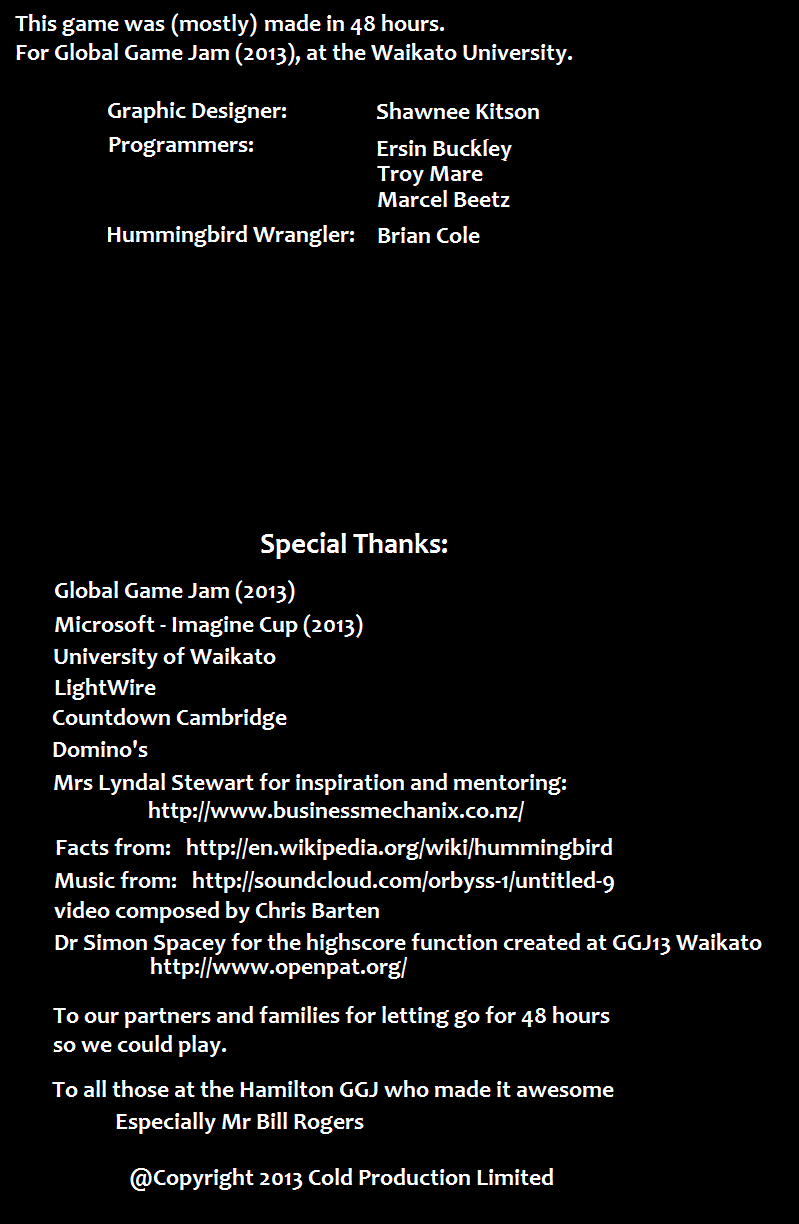 This game was (mostly) made in 48 hours.
For Global Game Jam (2013), at the Waikato University.
Graphic Designer: Shawnee Kitson
Programmers: Ersin Buckley
Troy Mare
Marcel Beetz
Hummingbird Wrangler: Brian Cole
Special Thanks:
Global Game Jam (2013)
Microsoft - Imagine Cup (2013)
University of Waikato
LightWire
Countdown Cambridge
Domino's
Mrs Lyndal Stewart for inspiration and mentoring:
http://www.businessmechanix.co.nz/
Facts from: http://en.wikipedia.org/wiki/hummingbird
Music from: http://soundcloud.com/orbyss-1/untitled-9
video composed by Chris Barten
Dr Simon Spacey for the highscore function created at GGJ13 Waikato
http://www.openpat.org/
To our partners and families for letting go for 48 hours
so we could play.
To all those at the Hamilton GGJ who made it awesome
Especially Mr Bill Rogers
@Copyright 2013 Cold Production Limited